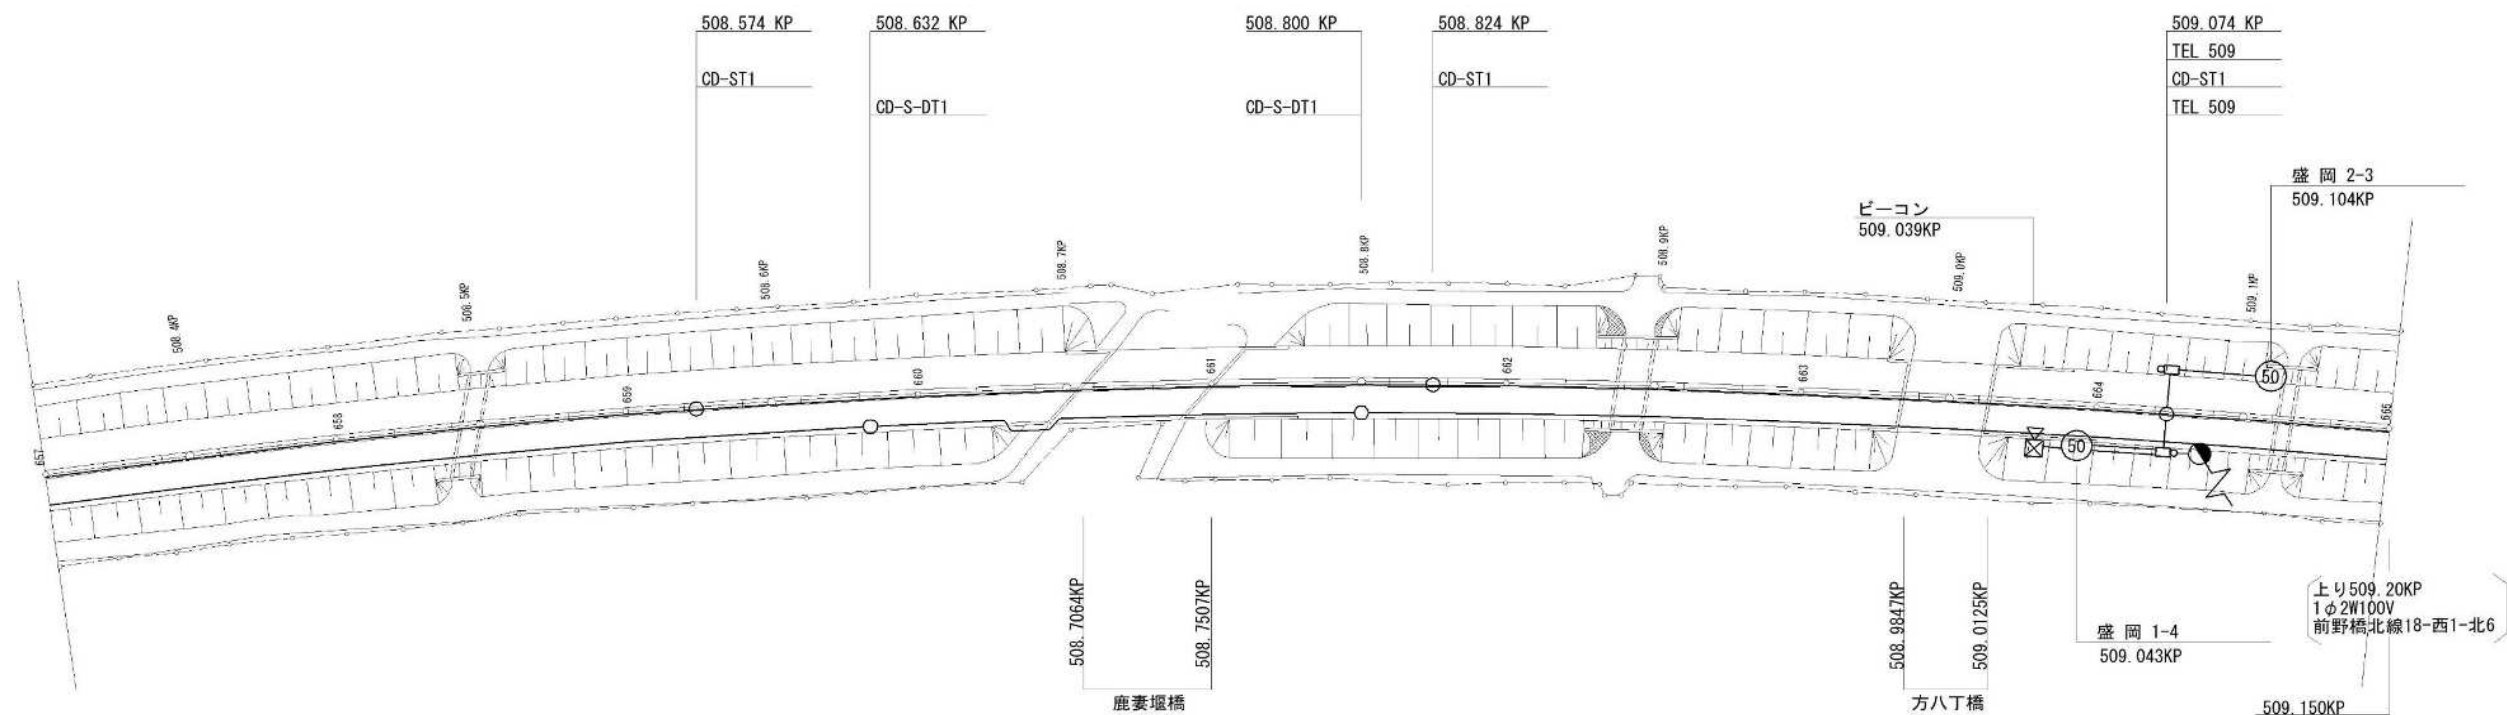 508.574 KP
CD-ST1
508.632 KP
CD-S-DT1
508.800 KP
CD-S-DT1
508.824 KP
CD-ST1
509.074 KP
TEL 509
CD-ST1
TEL 509
盛岡 2-3
509.104KP
ビーコン
509.039KP
508.4KP
508.5KP
508.6KP
508.7KP
508.8KP
508.9KP
509.0KP
509.1KP
657
658
659
660
661
662
663
664
665
50
50
508.7064KP
508.7507KP
鹿妻堰橋
508.9847KP
509.0125KP
方八丁橋
盛岡 1-4
509.043KP
上り509.20KP
1φ2W100V
前野橋北線18-西1-北6
509.150KP